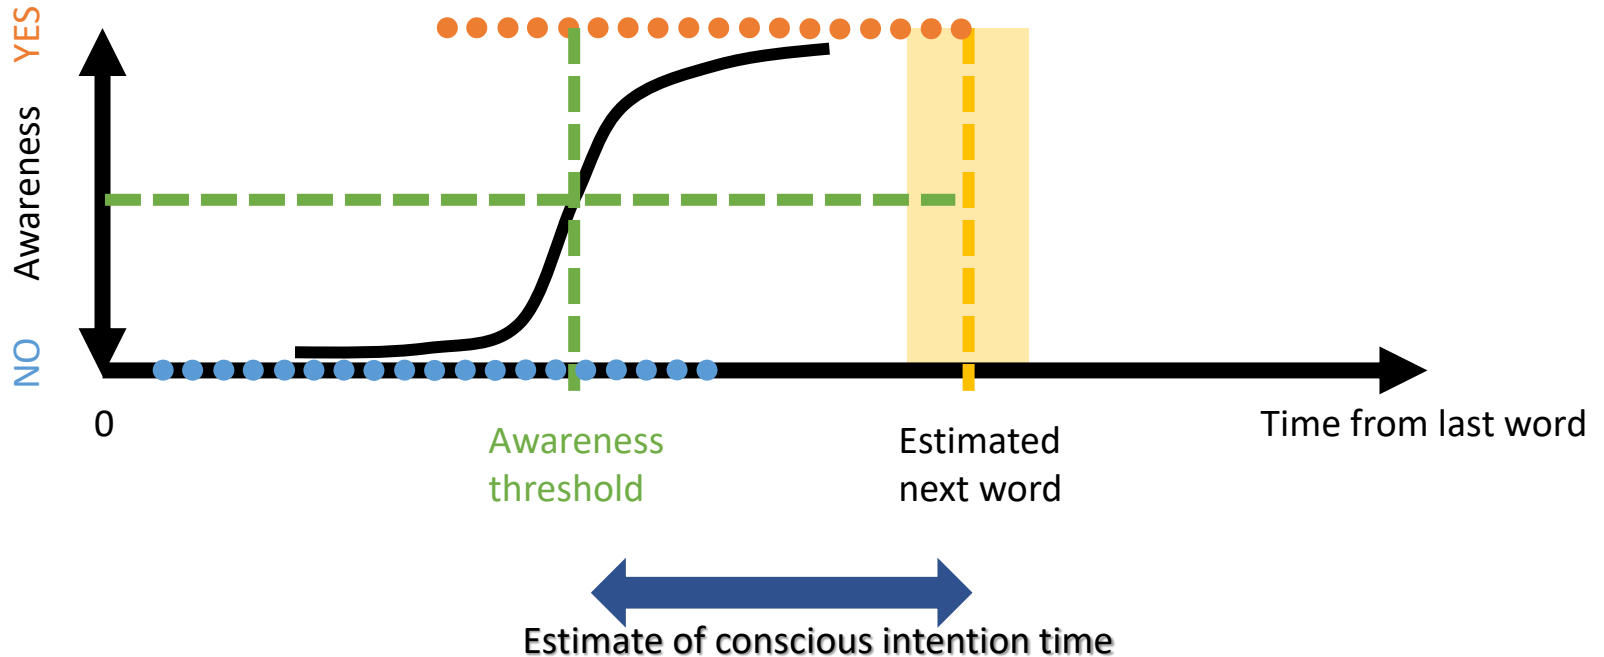 YES
Awareness
NO
0
Time from last word
Awareness
threshold
Estimated
next word
Estimate of conscious intention time